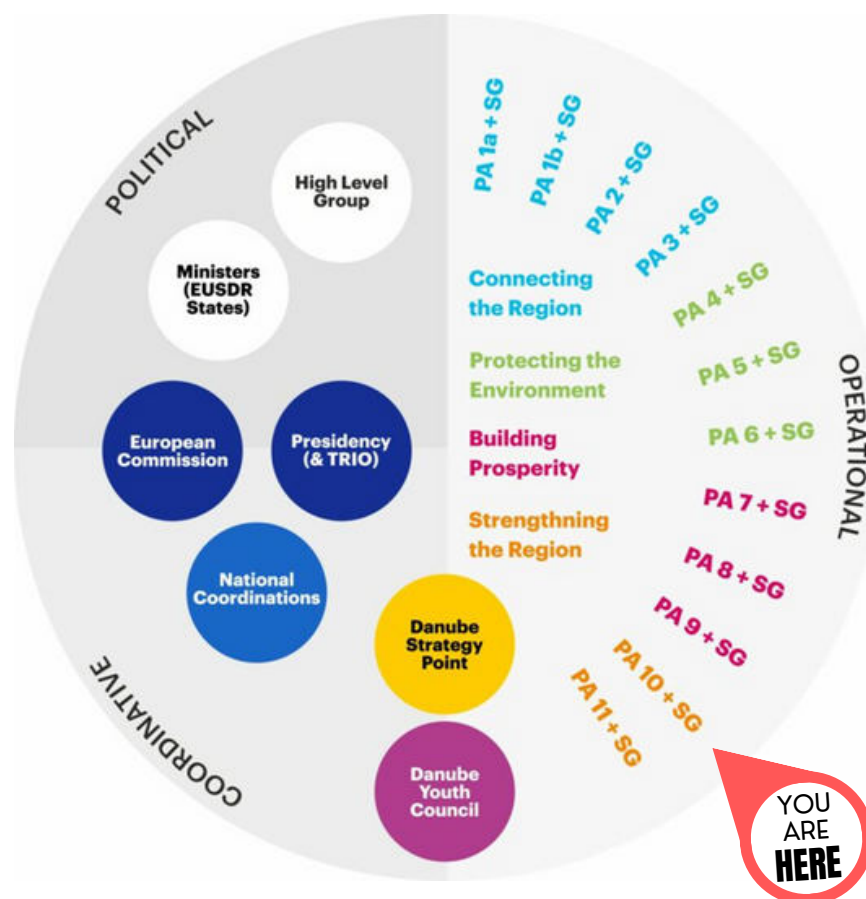 POLITICAL
High Level
Group
Ministers
(EUSDR
States)
European
Commission
Presidency
(& TRIO)
National
Coordinations
COORDINATIVE
Danube
Strategy
Point
Danube
Youth
Council
PA 1a + SG
PA 1b + SG
PA 2 + SG
PA 3 + SG
PA 4 + SG
PA 5 + SG
PA 6 + SG
PA 7 + SG
PA 8 + SG
PA 9 + SG
PA 10 + SG
PA 11 + SG
Connecting
the Region
Protecting the
Environment
Building
Prosperity
Strengthning
the Region
OPERATIONAL
YOU
ARE
HERE